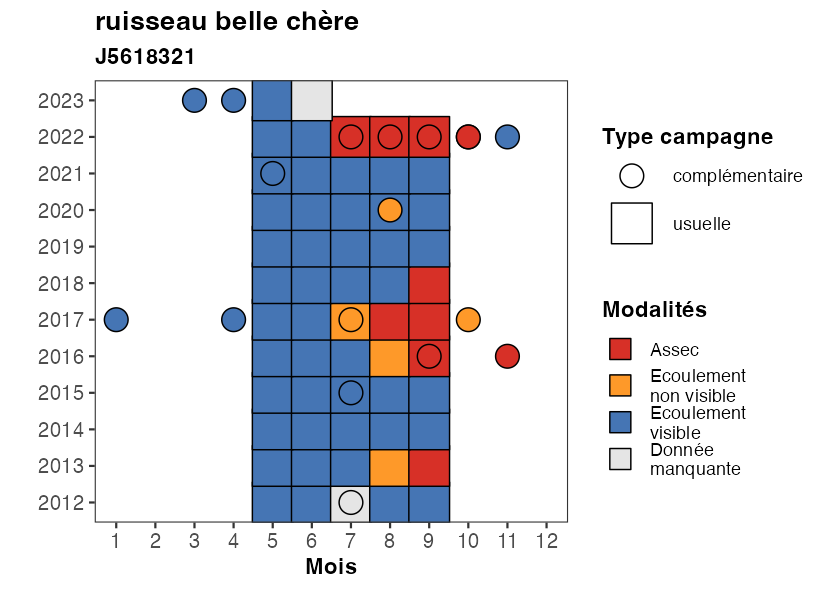 ruisseau belle chère
J5618321
2023
2022
2021
2020
2019
2018
2017
2016
2015
2014
2013
2012
1 2 3 4 5 6 7 8 9 10 11 12
Mois
Type campagne
complémentaire
usuelle
Modalités
Assec
Ecoulement
non visible
Ecoulement
visible
Donnée
manquante